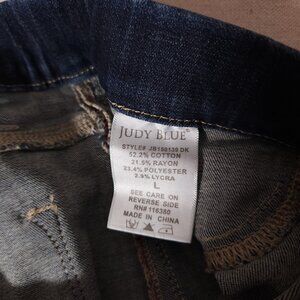 JUDY BLUE®
STYLE# JB150139 DK
52.2% COTTON
21.5% RAYON
23.4% POLYESTER
2.9% LYCRA
L
SEE CARE ON
REVERSE SIDE
RN# 116380
MADE IN CHINA